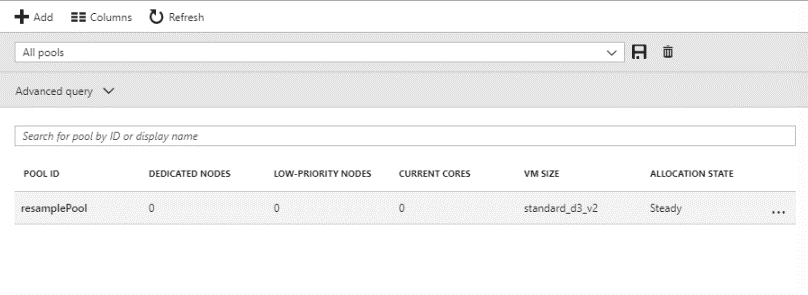 Add Columns Refresh
All pools
Advanced query
Search for pool by ID or display name
POOL ID DEDICATED NODES LOW-PRIORITY NODES CURRENT CORES VM SIZE ALLOCATION STATE
resamplePool 0 0 0 standard_d3_v2 Steady ...